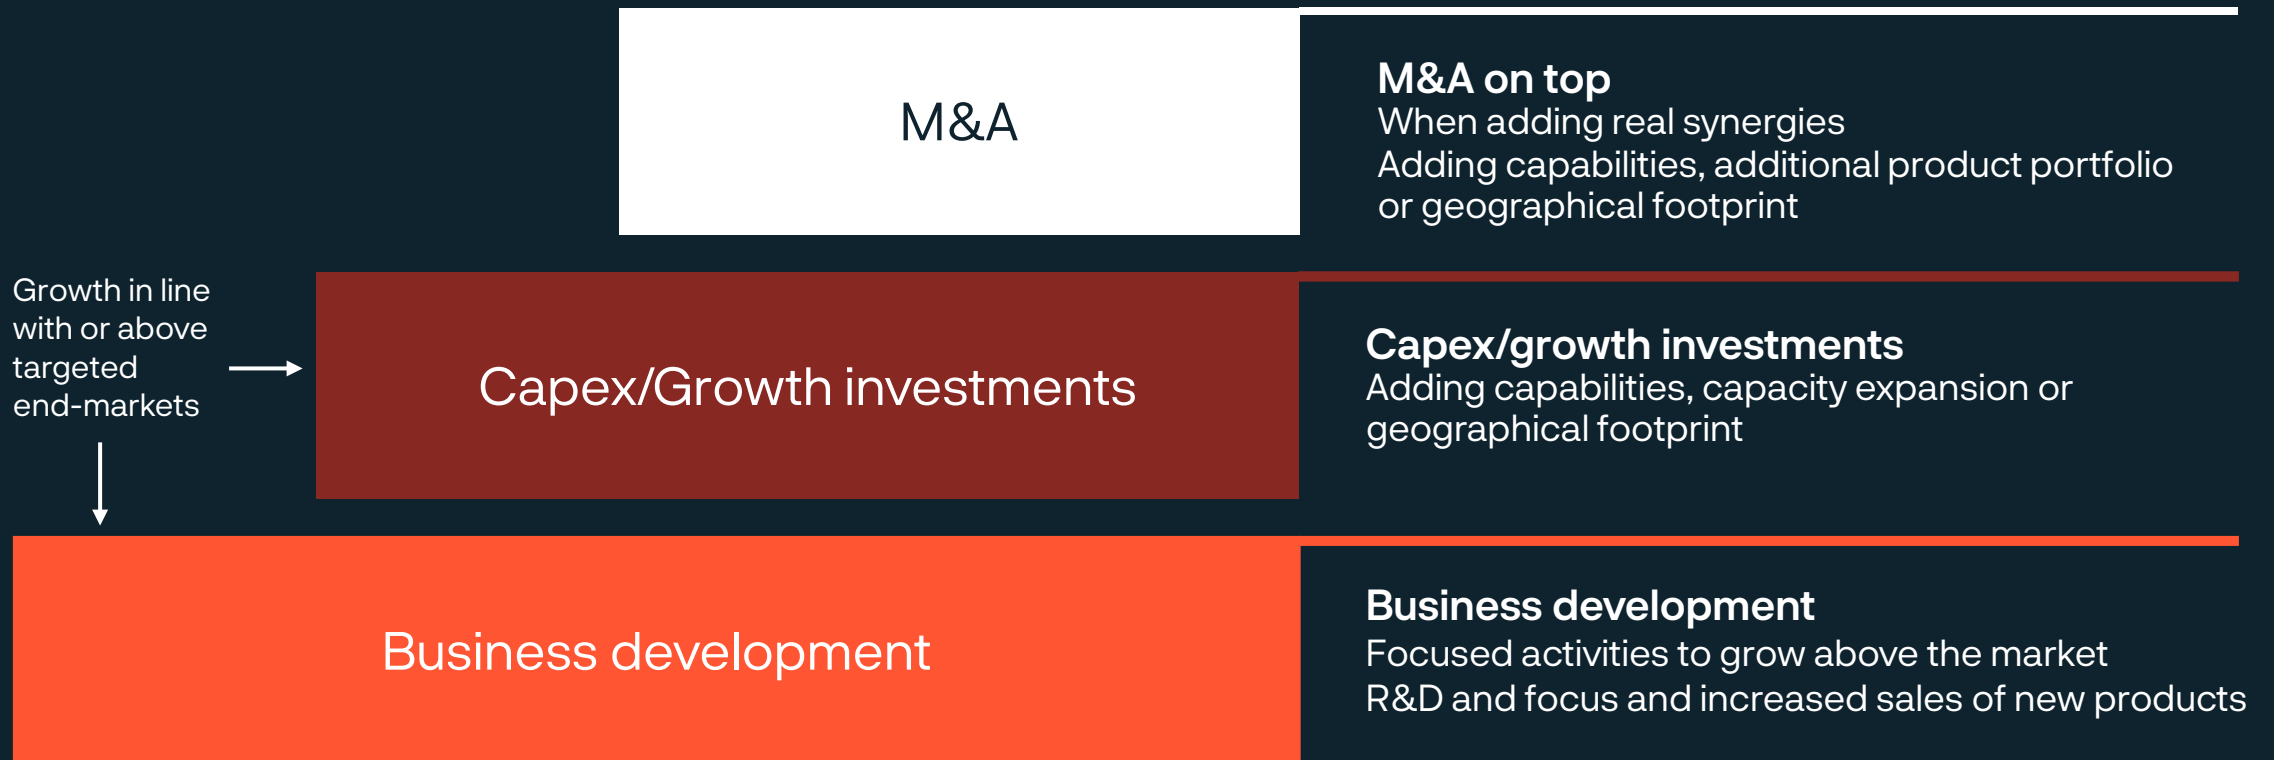 M&A
M&A on top
When adding real synergies
Adding capabilities, additional product portfolio
or geographical footprint
Growth in line
with or above
targeted
end-markets
Capex/Growth investments
Capex/growth investments
Adding capabilities, capacity expansion or
geographical footprint
Business development
Business development
Focused activities to grow above the market
R&D and focus and increased sales of new products